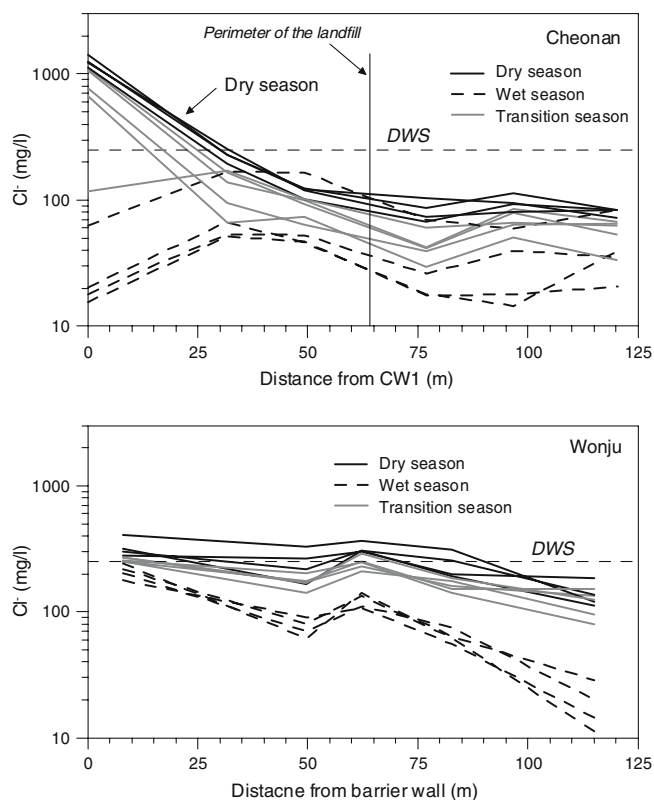 Perimeter of the landfill
Cheonan
1000
Dry season
Dry season
Wet season
Transition season
DWS
Cl⁻ (mg/l)
100
10
0 25 50 75 100 125
Distance from CW1 (m)
Wonju
Dry season
Wet season
Transition season
1000
DWS
Cl⁻ (mg/l)
100
10
0 25 50 75 100 125
Distacne from barrier wall (m)